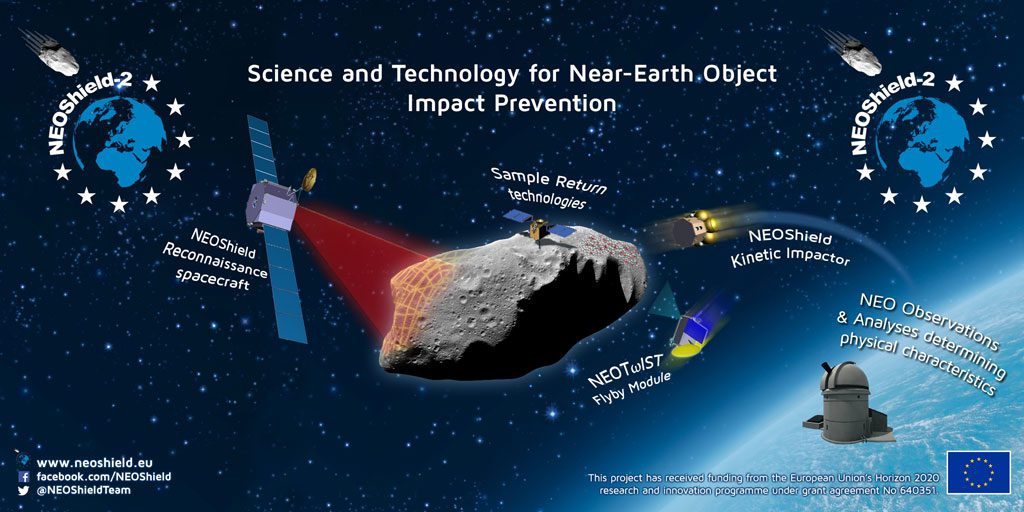 NEOShield-2
NEOShield-2
Science and Technology for Near-Earth Object
Impact Prevention
Sample Return
technologies
NEOShield
Reconnaissance
spacecraft
NEOShield
Kinetic Impactor
NEO Observations
& Analyses determining
physical characteristics
NEOTωIST
Flyby Module
www.neoshield.eu
facebook.com/NEOShield
@NEOShieldTeam
This project has received funding from the European Union's Horizon 2020
research and innovation programme under grant agreement No 640351.